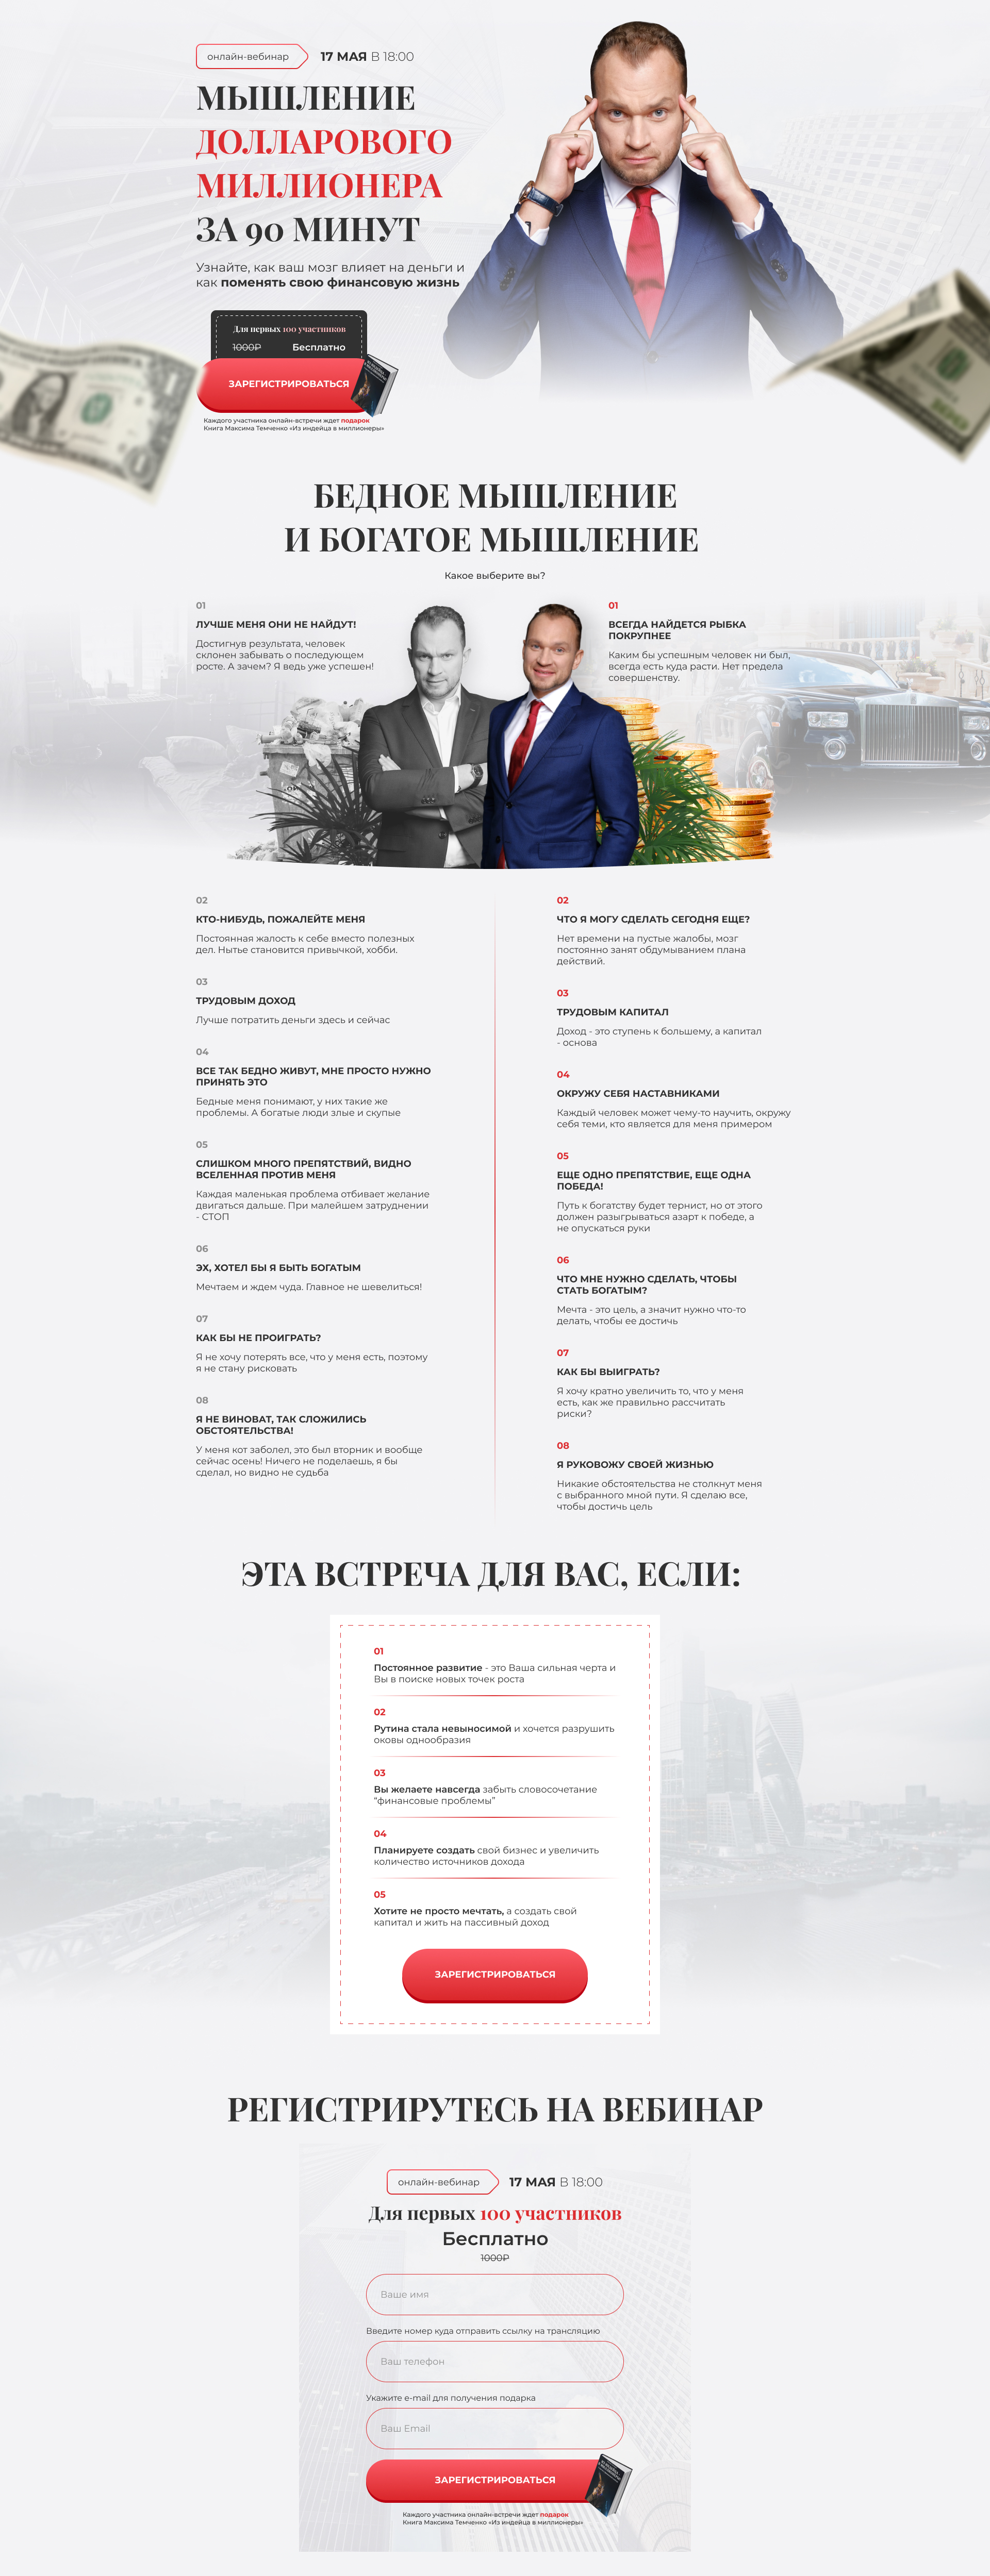 онлайн-вебинар
17 МАЯ В 18:00
МЫШЛЕНИЕ
ДОЛЛАРОВОГО
МИЛЛИОНЕРА
ЗА 90 МИНУТ
Узнайте, как ваш мозг влияет на деньги и
как поменять свою финансовую жизнь
Для первых 100 участников
1000₽ Бесплатно
ЗАРЕГИСТРИРОВАТЬСЯ
Каждого участника онлайн-встречи ждет подарок
Книга Максима Темченко «Из индейца в миллионеры»
БЕДНОЕ МЫШЛЕНИЕ
И БОГАТОЕ МЫШЛЕНИЕ
Какое выберите вы?
01
ЛУЧШЕ МЕНЯ ОНИ НЕ НАЙДУТ!
Достигнув результата, человек
склонен забывать о последующем
росте. А зачем? Я ведь уже успешен!
01
ВСЕГДА НАЙДЕТСЯ РЫБКА
ПОКРУПНЕЕ
Каким бы успешным человек ни был,
всегда есть куда расти. Нет предела
совершенству.
02
КТО-НИБУДЬ, ПОЖАЛЕЙТЕ МЕНЯ
Постоянная жалость к себе вместо полезных
дел. Нытье становится привычкой, хобби.
03
ТРУДОВЫМ ДОХОД
Лучше потратить деньги здесь и сейчас
04
ВСЕ ТАК БЕДНО ЖИВУТ, МНЕ ПРОСТО НУЖНО
ПРИНЯТЬ ЭТО
Бедные меня понимают, у них такие же
проблемы. А богатые люди злые и скупые
05
СЛИШКОМ МНОГО ПРЕПЯТСТВИЙ, ВИДНО
ВСЕЛЕННАЯ ПРОТИВ МЕНЯ
Каждая маленькая проблема отбивает желание
двигаться дальше. При малейшем затруднении
- СТОП
06
ЭХ, ХОТЕЛ БЫ Я БЫТЬ БОГАТЫМ
Мечтаем и ждем чуда. Главное не шевелиться!
07
КАК БЫ НЕ ПРОИГРАТЬ?
Я не хочу потерять все, что у меня есть, поэтому
я не стану рисковать
08
Я НЕ ВИНОВАТ, ТАК СЛОЖИЛИСЬ
ОБСТОЯТЕЛЬСТВА!
У меня кот заболел, это был вторник и вообще
сейчас осень! Ничего не поделаешь, я бы
сделал, но видно не судьба
02
ЧТО Я МОГУ СДЕЛАТЬ СЕГОДНЯ ЕЩЕ?
Нет времени на пустые жалобы, мозг
постоянно занят обдумыванием плана
действий.
03
ТРУДОВЫМ КАПИТАЛ
Доход - это ступень к большему, а капитал
- основа
04
ОКРУЖУ СЕБЯ НАСТАВНИКАМИ
Каждый человек может чему-то научить, окружу
себя теми, кто является для меня примером
05
ЕЩЕ ОДНО ПРЕПЯТСТВИЕ, ЕЩЕ ОДНА
ПОБЕДА!
Путь к богатству будет тернист, но от этого
должен разыгрываться азарт к победе, а
не опускаться руки
06
ЧТО МНЕ НУЖНО СДЕЛАТЬ, ЧТОБЫ
СТАТЬ БОГАТЫМ?
Мечта - это цель, а значит нужно что-то
делать, чтобы ее достичь
07
КАК БЫ ВЫИГРАТЬ?
Я хочу кратно увеличить то, что у меня
есть, как же правильно рассчитать
риски?
08
Я РУКОВОЖУ СВОЕЙ ЖИЗНЬЮ
Никакие обстоятельства не столкнут меня
с выбранного мной пути. Я сделаю все,
чтобы достичь цель
ЭТА ВСТРЕЧА ДЛЯ ВАС, ЕСЛИ:
01
Постоянное развитие - это Ваша сильная черта и
Вы в поиске новых точек роста
02
Рутина стала невыносимой и хочется разрушить
оковы однообразия
03
Вы желаете навсегда забыть словосочетание
“финансовые проблемы”
04
Планируете создать свой бизнес и увеличить
количество источников дохода
05
Хотите не просто мечтать, а создать свой
капитал и жить на пассивный доход
ЗАРЕГИСТРИРОВАТЬСЯ
РЕГИСТРИРУТЕСЬ НА ВЕБИНАР
онлайн-вебинар
17 МАЯ В 18:00
Для первых 100 участников
Бесплатно
1000₽
Ваше имя
Введите номер куда отправить ссылку на трансляцию
Ваш телефон
Укажите e-mail для получения подарка
Ваш Email
ЗАРЕГИСТРИРОВАТЬСЯ
Каждого участника онлайн-встречи ждет подарок
Книга Максима Темченко «Из индейца в миллионеры»